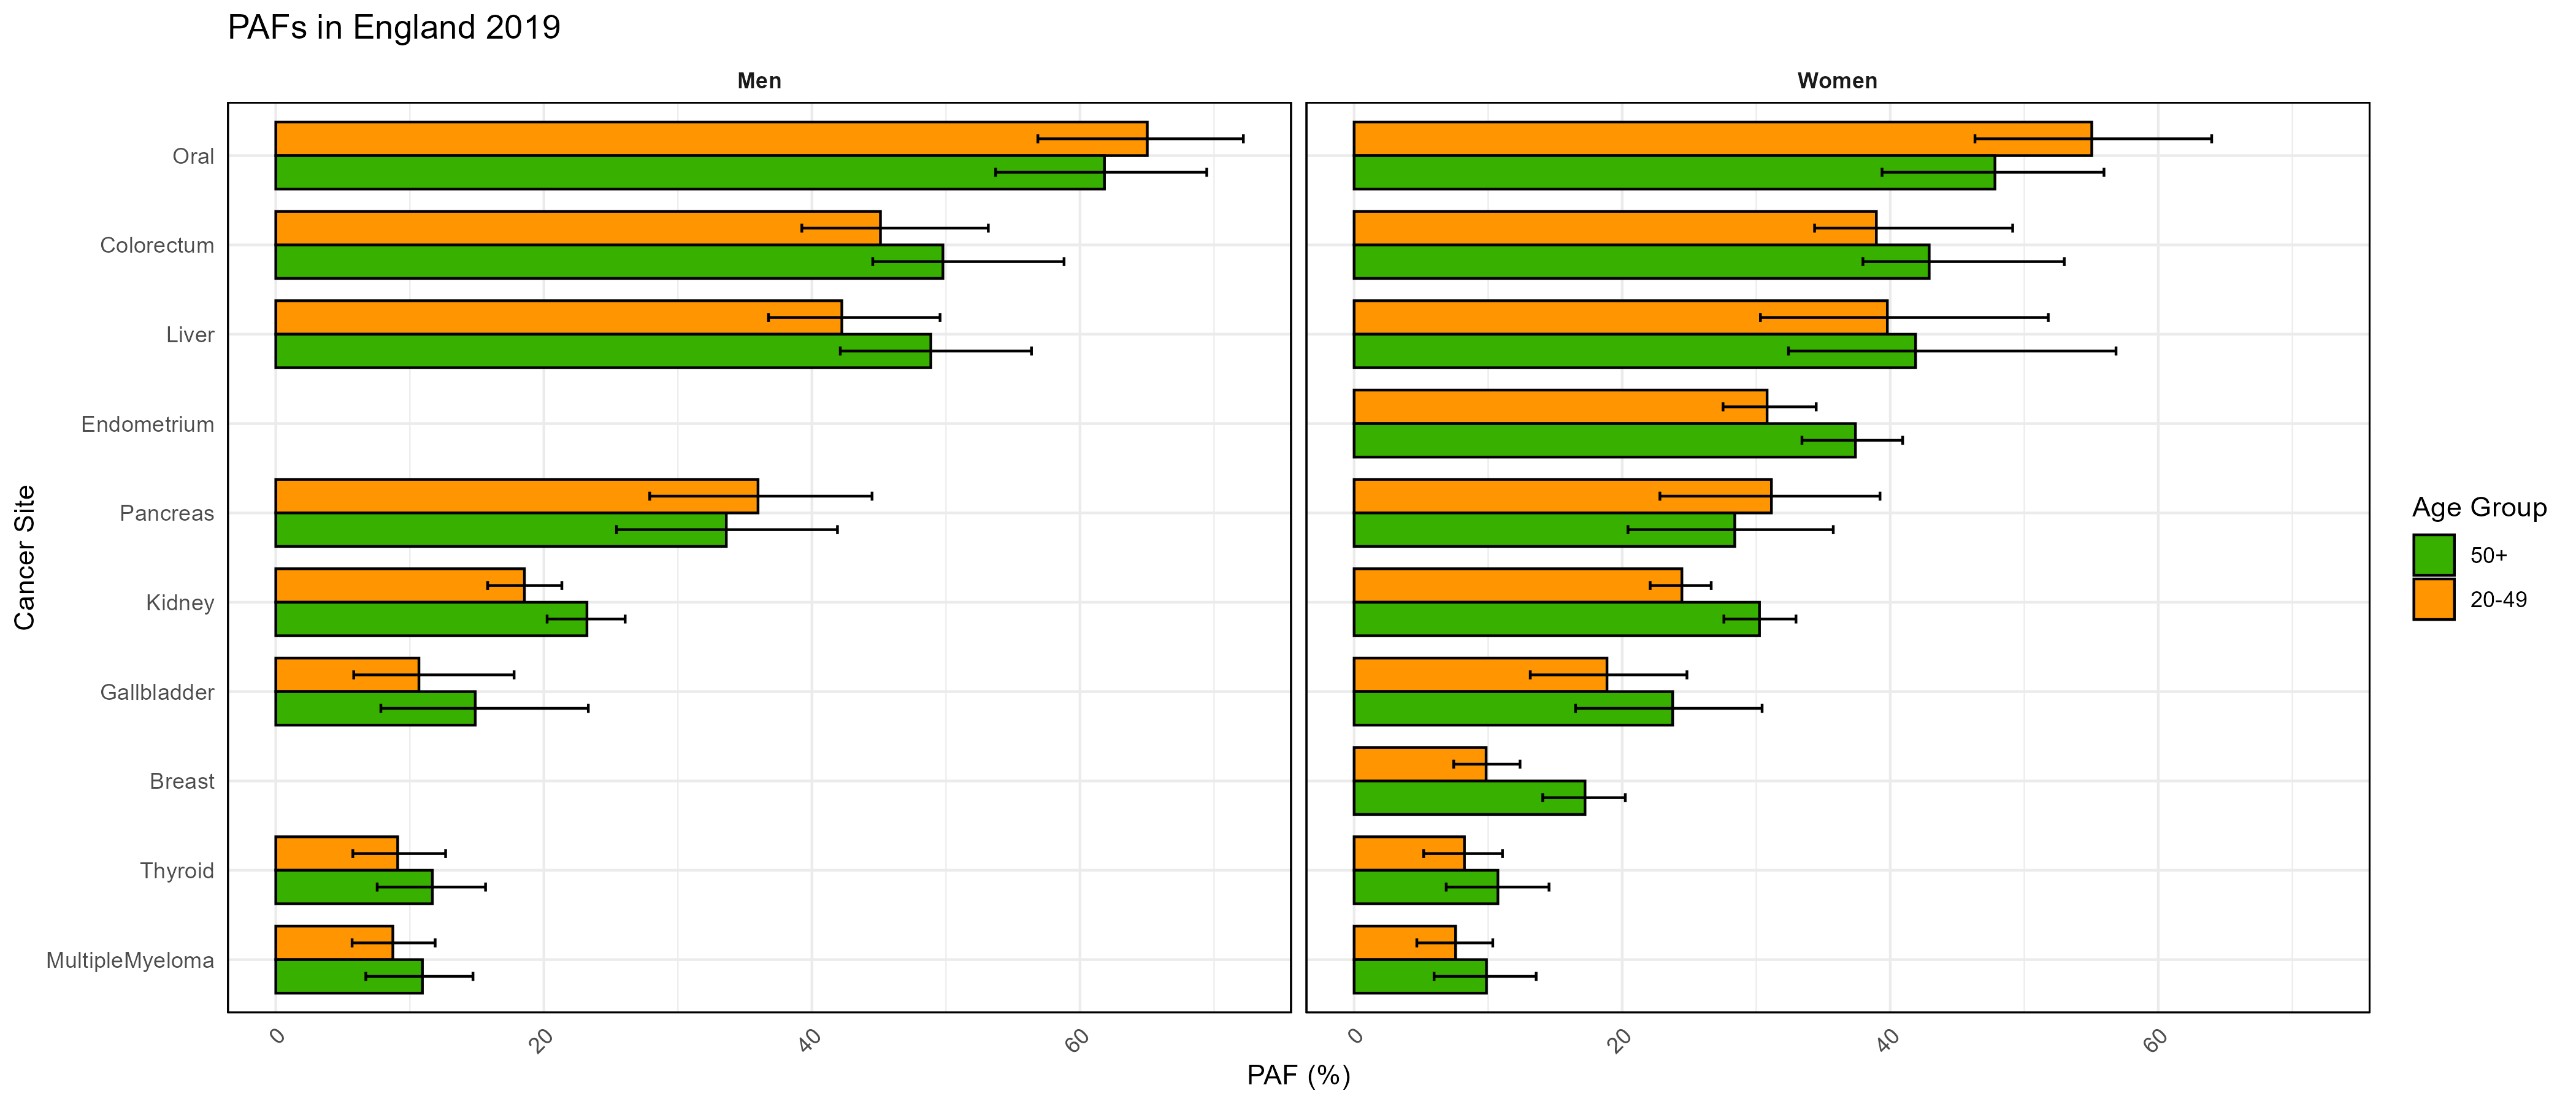 PAFs in England 2019
Men
Women
Cancer Site
Oral
Colorectum
Liver
Endometrium
Pancreas
Kidney
Gallbladder
Breast
Thyroid
MultipleMyeloma
0
20
40
60
0
20
40
60
PAF (%)
Age Group
50+
20-49